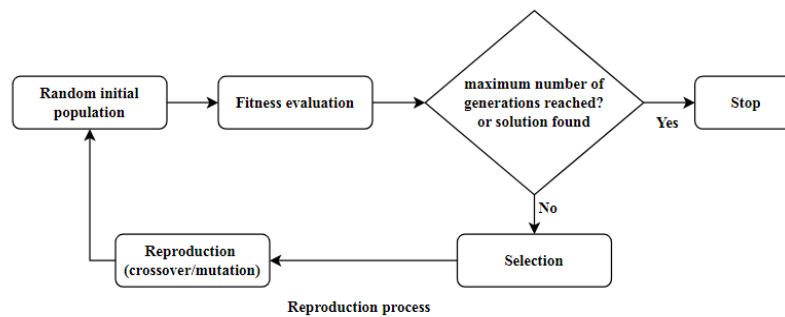 Random initial
population
Fitness evaluation
maximum number of
generations reached?
or solution found
Yes
Stop
No
Selection
Reproduction
(crossover/mutation)
Reproduction process